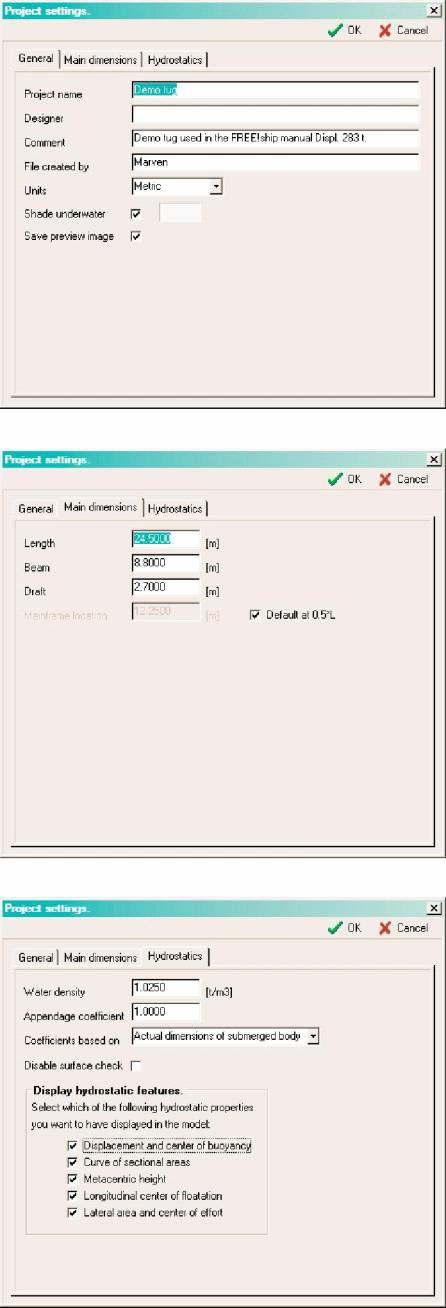 Project settings.
OK Cancel
General Main dimensions Hydrostatics
Project name Demo tug
Designer
Comment Demo tug used in the FREE!ship manual Displ. 283 t.
File created by Marven
Units Metric
Shade underwater
Save preview image
Project settings.
OK Cancel
General Main dimensions Hydrostatics
Length 24.5000 [m]
Beam 8.8000 [m]
Draft 2.7000 [m]
Mainframe location 12.2500 [m] Default at 0.5*L
Project settings.
OK Cancel
General Main dimensions Hydrostatics
Water density 1.0250 [t/m3]
Appendage coefficient 1.0000
Coefficients based on Actual dimensions of submerged body
Disable surface check
Display hydrostatic features.
Select which of the following hydrostatic properties
you want to have displayed in the model:
Displacement and center of buoyancy
Curve of sectional areas
Metacentric height
Longitudinal center of floatation
Lateral area and center of effort